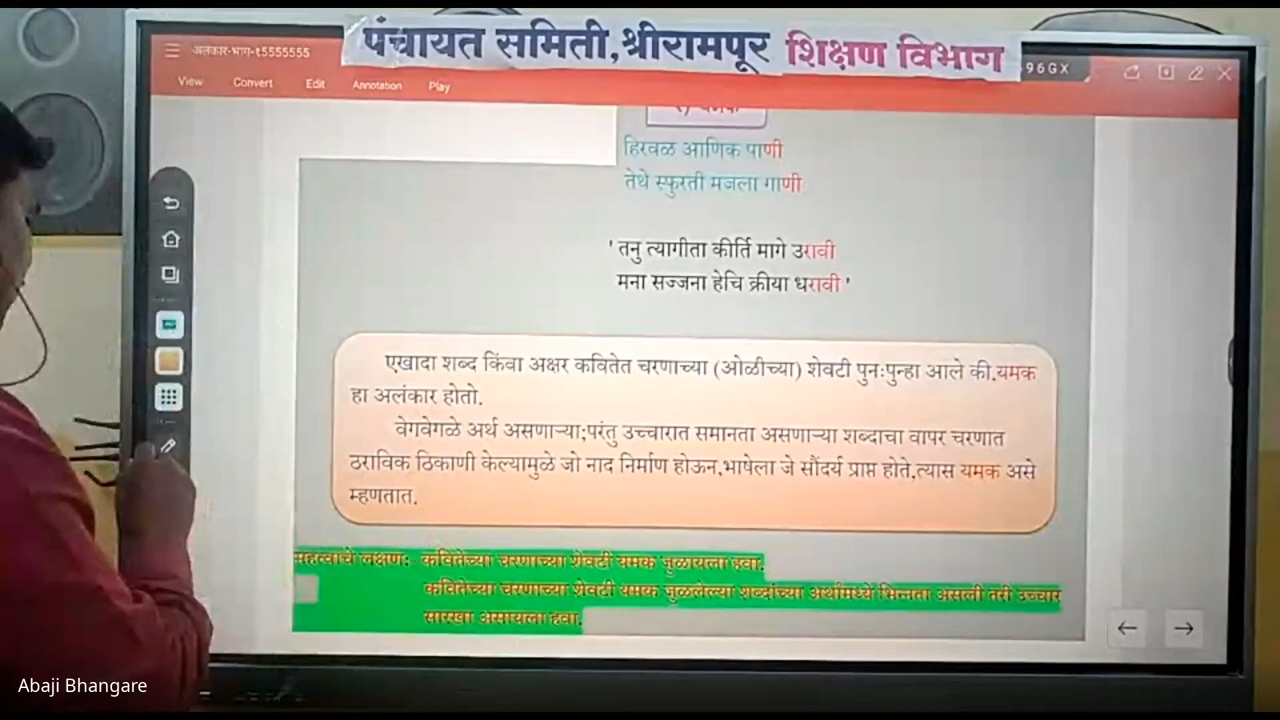 पंचायत समिती,श्रीरामपूर शिक्षण विभाग
अलंकार-भाग-१5555555
96GX
View Convert Edit Annotation Play
हिरवळ आणिक पाणी
तेथे स्फुरती मजला गाणी
' तनु त्यागीता कीर्ति मागे उरावी
मना सज्जना हेचि क्रीया धरावी '
एखादा शब्द किंवा अक्षर कवितेत चरणाच्या (ओळीच्या) शेवटी पुनःपुन्हा आले की,यमक
हा अलंकार होतो.
वेगवेगळे अर्थ असणाऱ्या;परंतु उच्चारात समानता असणाऱ्या शब्दाचा वापर चरणात
ठराविक ठिकाणी केल्यामुळे जो नाद निर्माण होऊन,भाषेला जे सौंदर्य प्राप्त होते,त्यास यमक असे
म्हणतात.
महत्वाचे लक्षण: कवितेच्या चरणाच्या शेवटी यमक जुळायला हवा.
कवितेच्या चरणाच्या शेवटी यमक जुळलेल्या शब्दांच्या अर्थामध्ये भिन्नता असली तरी उच्चार
सारखा असायला हवा.
Abaji Bhangare